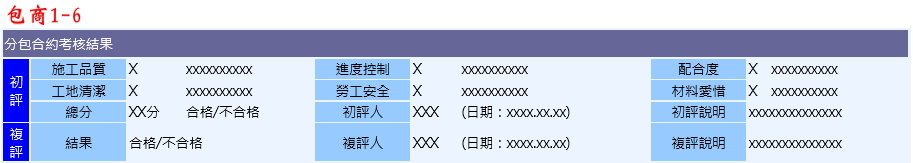 包商1-6
分包合約考核結果
初評 施工品質 X xxxxxxxxxx 進度控制 X xxxxxxxxxx 配合度 X xxxxxxxxxx
工地清潔 X xxxxxxxxxx 勞工安全 X xxxxxxxxxx 材料愛惜 X xxxxxxxxxx
總分 XX分 合格/不合格 初評人 XXX (日期：xxxx.xx.xx) 初評說明 xxxxxxxxxxxxxx
複評 結果 合格/不合格 複評人 XXX (日期：xxxx.xx.xx) 複評說明 xxxxxxxxxxxxxx